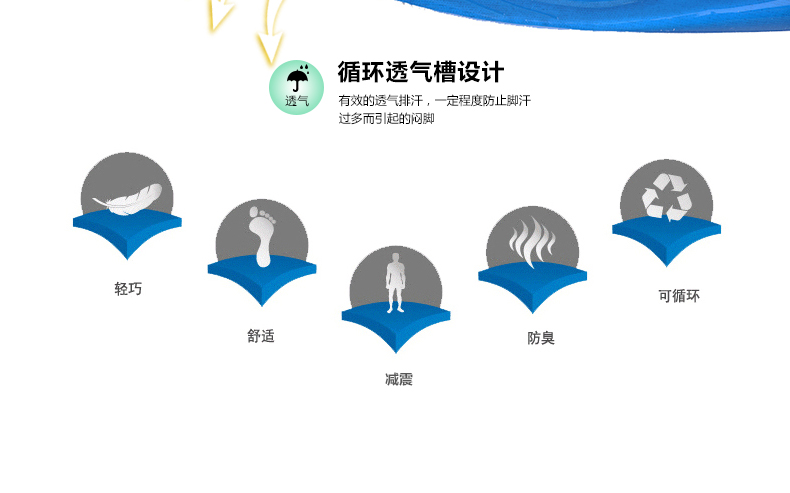 循环透气槽设计
透气
有效的透气排汗，一定程度防止脚汗
过多而引起的闷脚
轻巧
舒适
减震
防臭
可循环